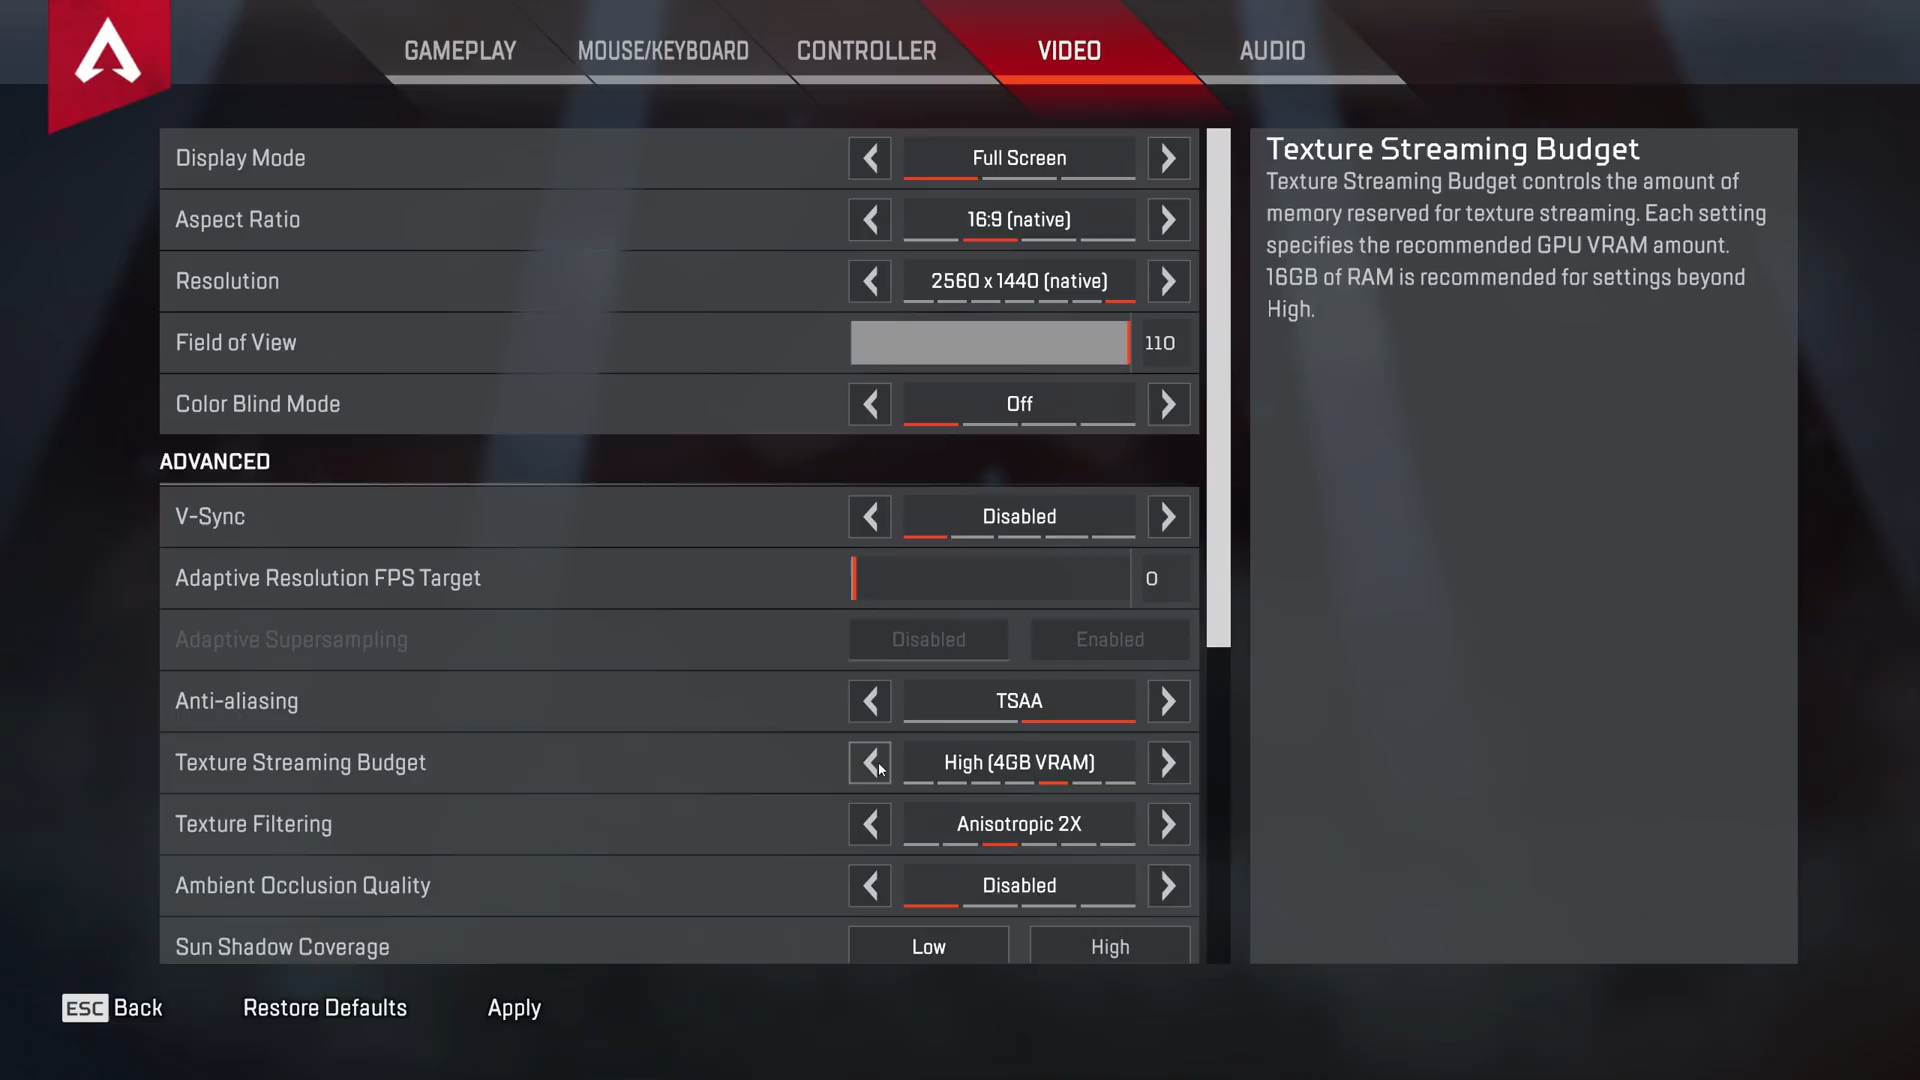 GAMEPLAY MOUSE/KEYBOARD CONTROLLER VIDEO AUDIO
Display Mode Full Screen
Aspect Ratio 16:9 (native)
Resolution 2560 x 1440 (native)
Field of View 110
Color Blind Mode Off
ADVANCED
V-Sync Disabled
Adaptive Resolution FPS Target 0
Adaptive Supersampling Disabled Enabled
Anti-aliasing TSAA
Texture Streaming Budget High (4GB VRAM)
Texture Filtering Anisotropic 2X
Ambient Occlusion Quality Disabled
Sun Shadow Coverage Low High
Texture Streaming Budget
Texture Streaming Budget controls the amount of
memory reserved for texture streaming. Each setting
specifies the recommended GPU VRAM amount.
16GB of RAM is recommended for settings beyond
High.
ESC Back Restore Defaults Apply